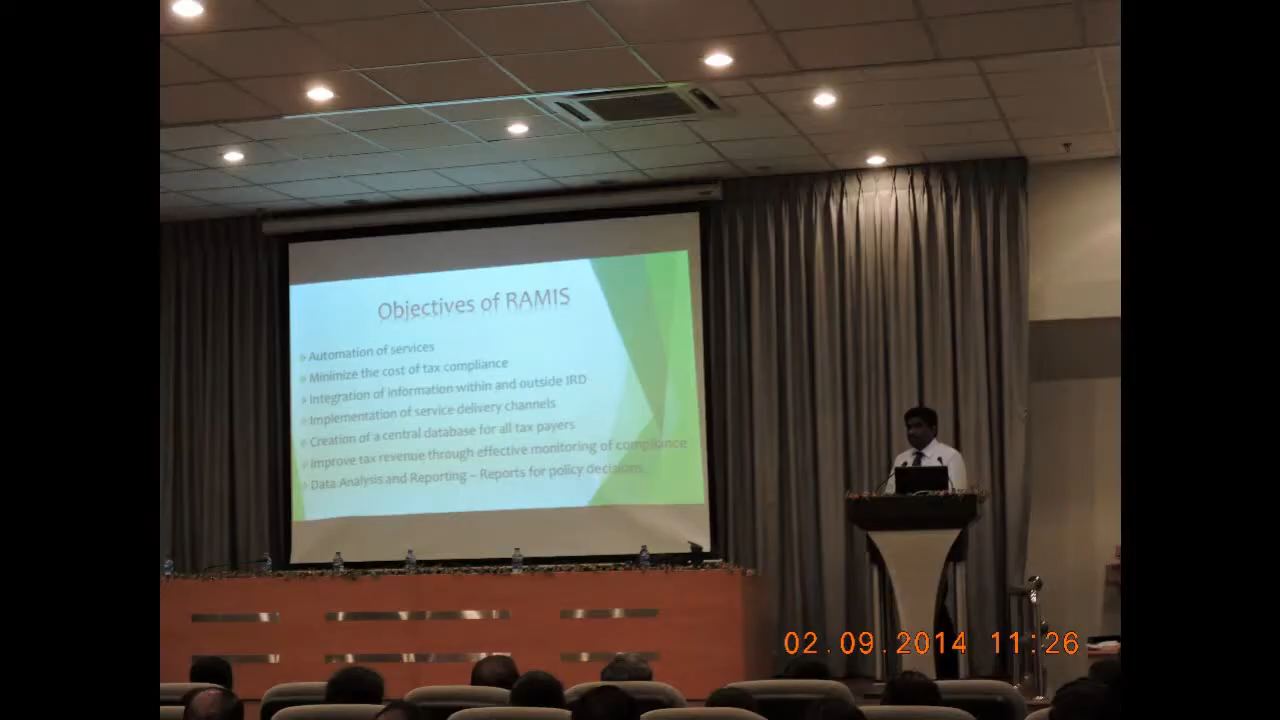 Objectives of RAMIS
Automation of services
Minimize the cost of tax compliance
Integration of information within and outside IRD
Implementation of service delivery channels
Creation of a central database for all tax payers
Improve tax revenue through effective monitoring of compliance
Data Analysis and Reporting – Reports for policy decisions
02.09.2014 11:26